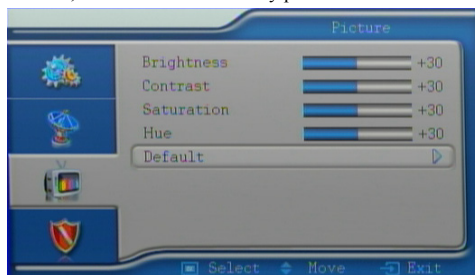 Picture
Brightness +30
Contrast +30
Saturation +30
Hue +30
Default
Select Move Exit